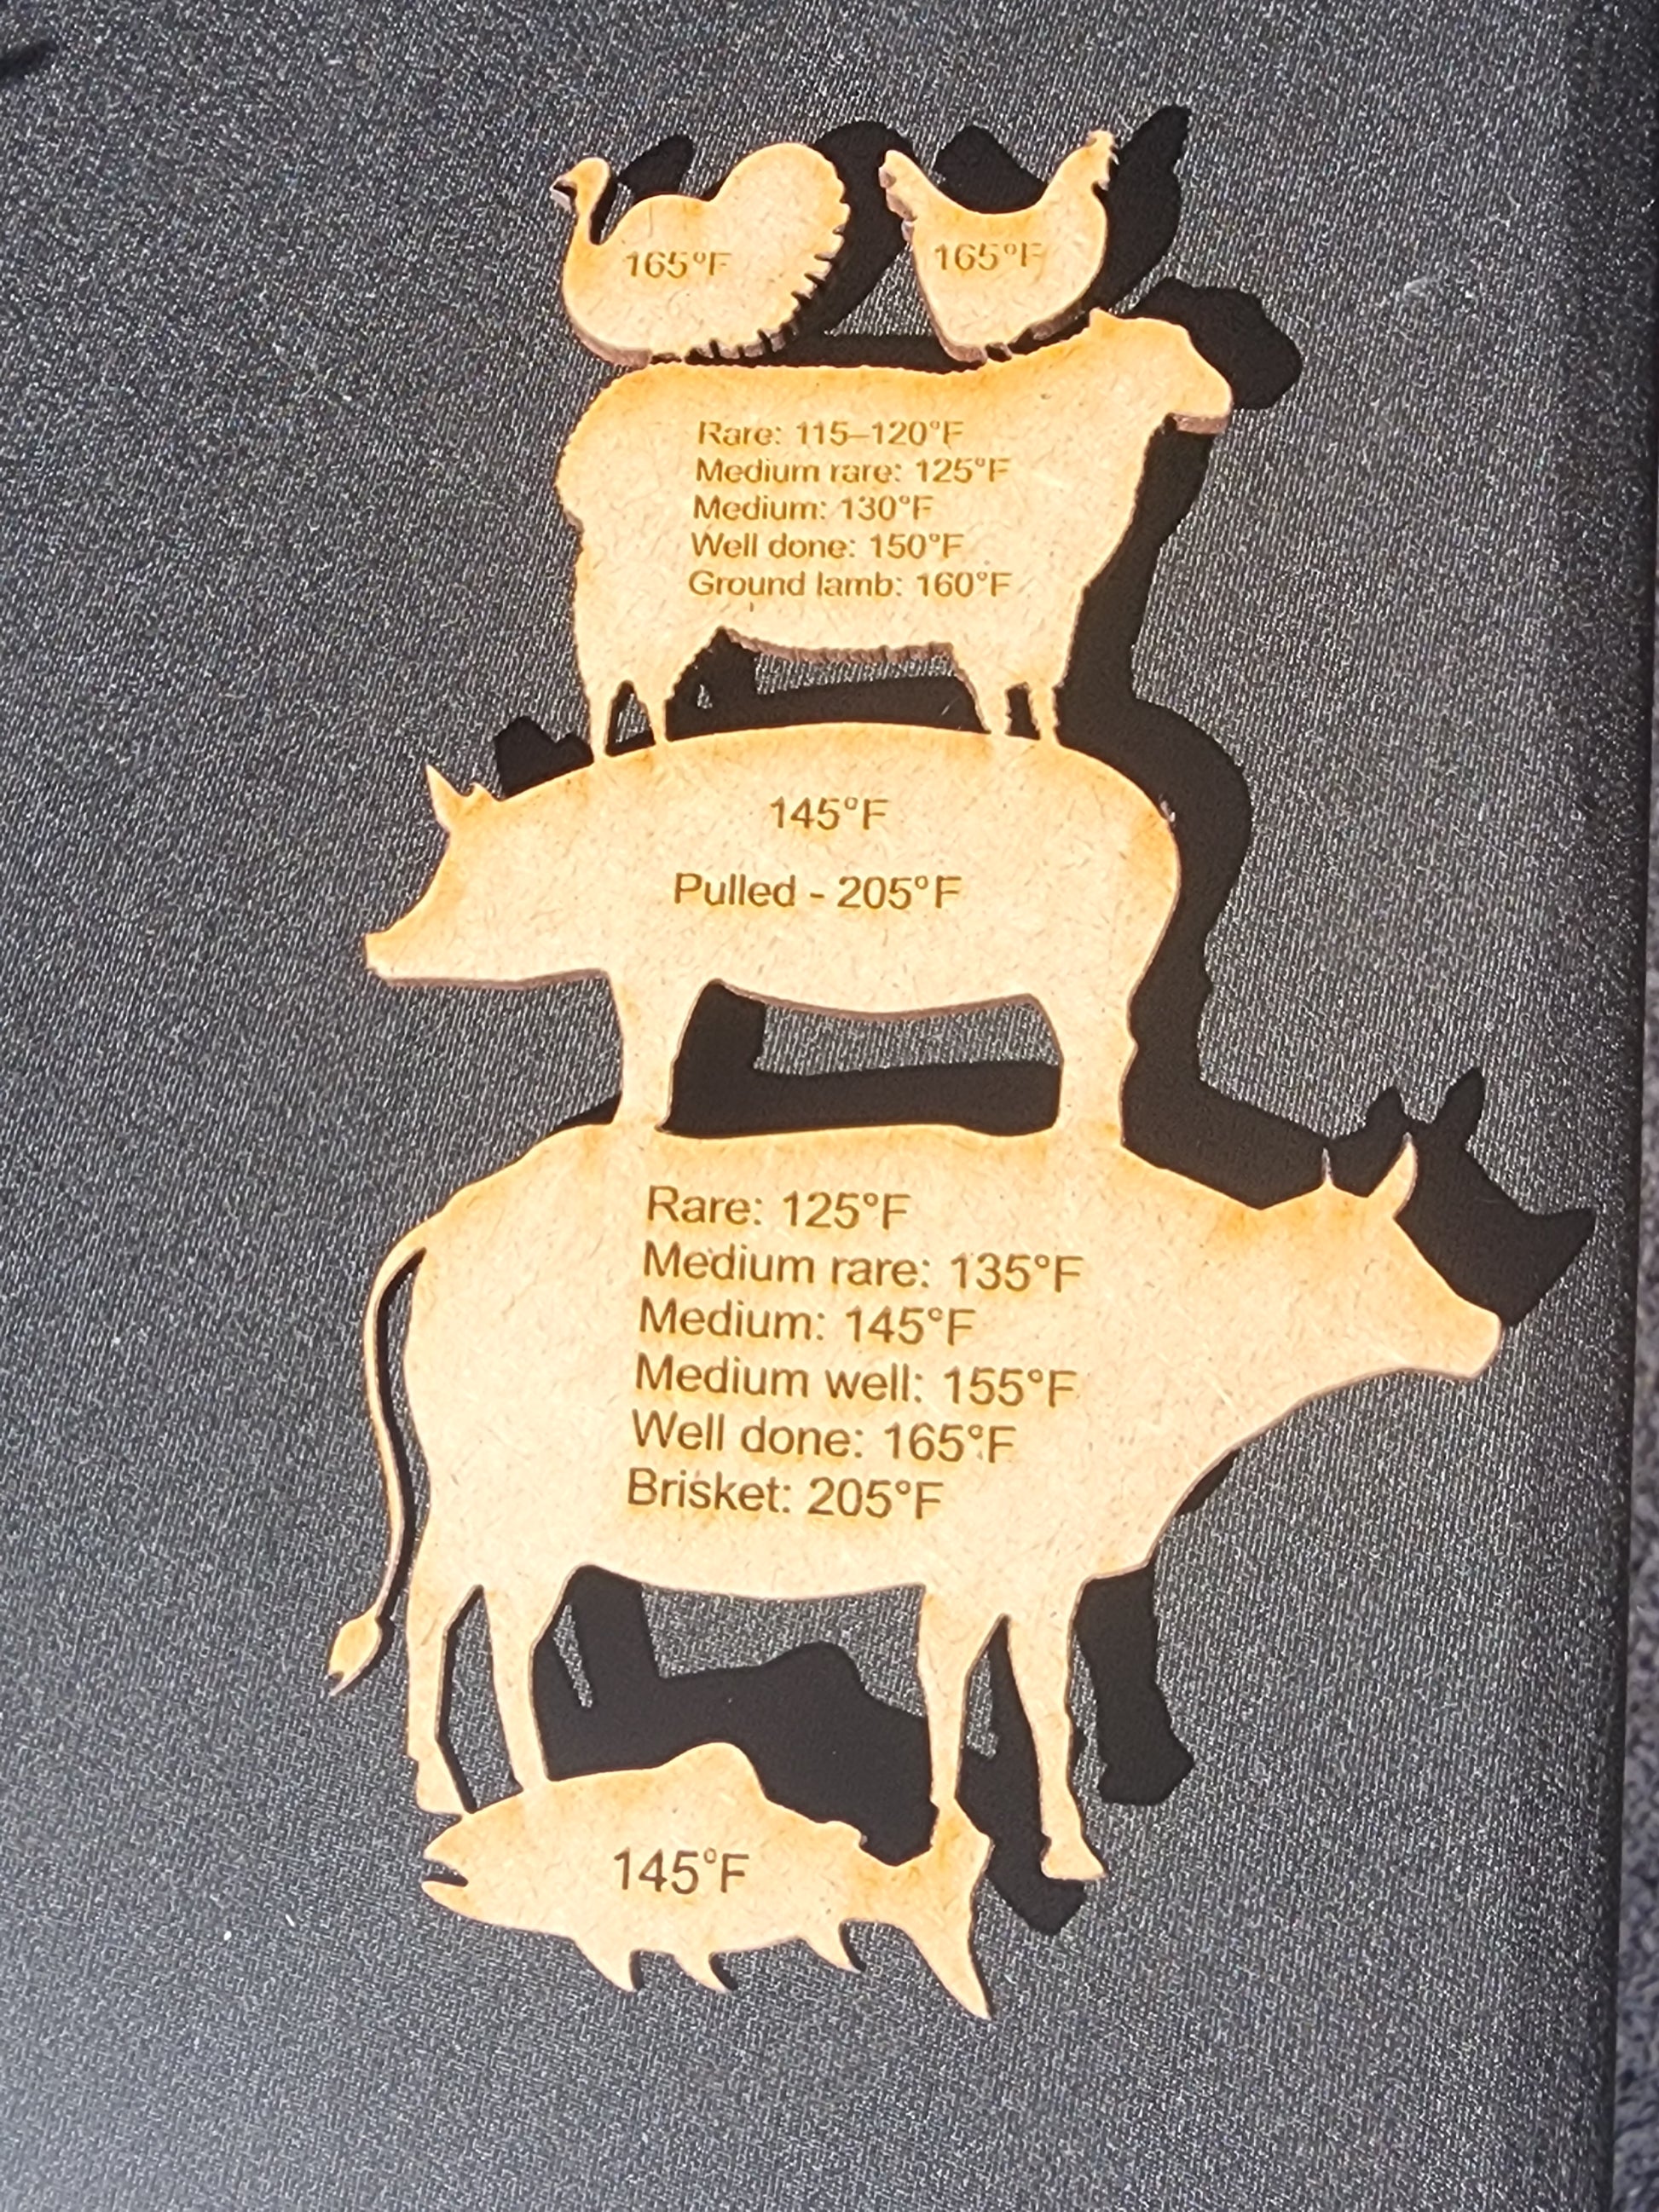 165°F
165°F
Rare: 115–120°F
Medium rare: 125°F
Medium: 130°F
Well done: 150°F
Ground lamb: 160°F
145°F
Pulled - 205°F
Rare: 125°F
Medium rare: 135°F
Medium: 145°F
Medium well: 155°F
Well done: 165°F
Brisket: 205°F
145°F